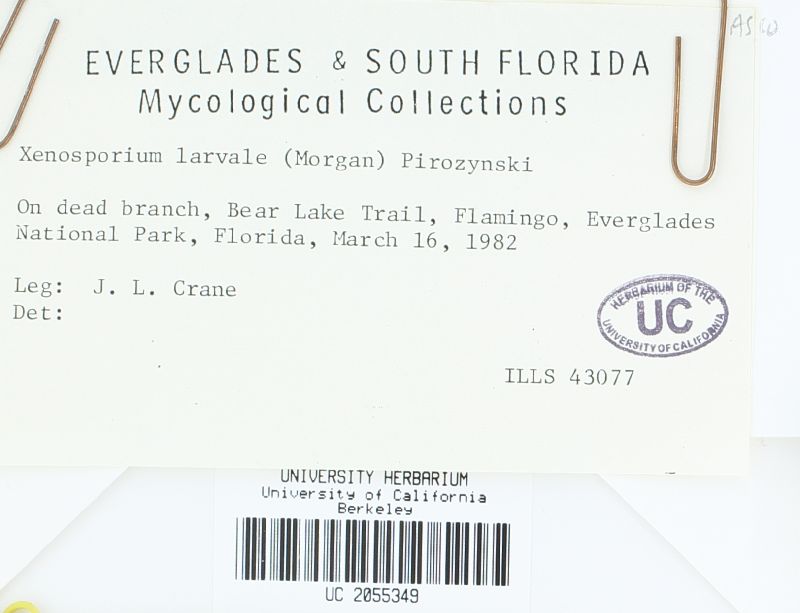 EVERGLADES & SOUTH FLORIDA
Mycological Collections
Xenosporium larvale (Morgan) Pirozynski
On dead branch, Bear Lake Trail, Flamingo, Everglades
National Park, Florida, March 16, 1982
Leg: J. L. Crane
Det:
HERBARIUM OF THE
UC
UNIVERSITY OF CALIFORNIA
ILLS 43077
UNIVERSITY HERBARIUM
University of California
Berkeley
UC 2055349